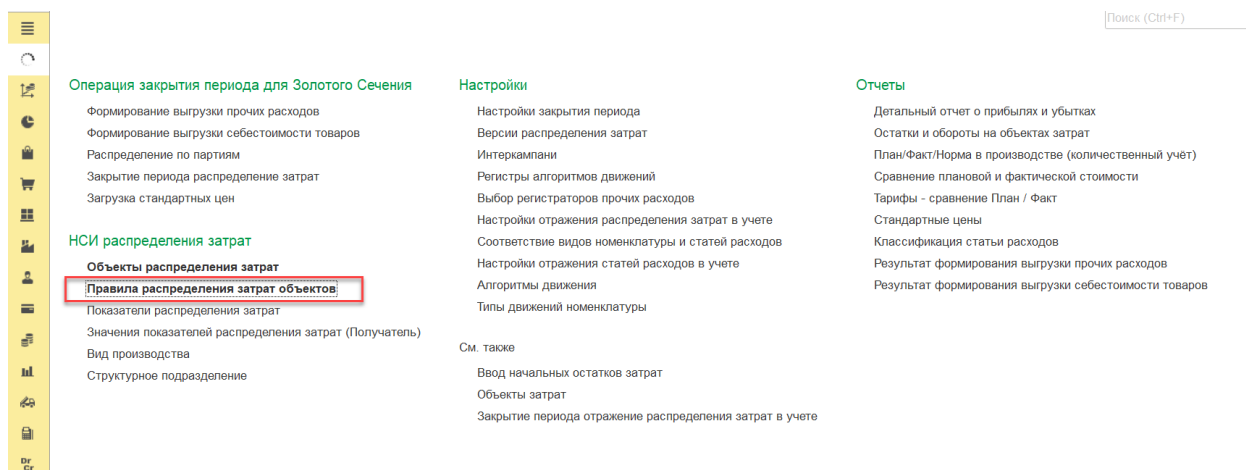 Поиск (Ctrl+F)
Операция закрытия периода для Золотого Сечения
Формирование выгрузки прочих расходов
Формирование выгрузки себестоимости товаров
Распределение по партиям
Закрытие периода распределение затрат
Загрузка стандартных цен
НСИ распределения затрат
Объекты распределения затрат
Правила распределения затрат объектов
Показатели распределения затрат
Значения показателей распределения затрат (Получатель)
Вид производства
Структурное подразделение
Настройки
Настройки закрытия периода
Версии распределения затрат
Интеркампани
Регистры алгоритмов движений
Выбор регистраторов прочих расходов
Настройки отражения распределения затрат в учете
Соответствие видов номенклатуры и статей расходов
Настройки отражения статей расходов в учете
Алгоритмы движения
Типы движений номенклатуры
См. также
Ввод начальных остатков затрат
Объекты затрат
Закрытие периода отражение распределения затрат в учете
Отчеты
Детальный отчет о прибылях и убытках
Остатки и обороты на объектах затрат
План/Факт/Норма в производстве (количественный учёт)
Сравнение плановой и фактической стоимости
Тарифы - сравнение План / Факт
Стандартные цены
Классификация статьи расходов
Результат формирования выгрузки прочих расходов
Результат формирования выгрузки себестоимости товаров
Dr
Cr